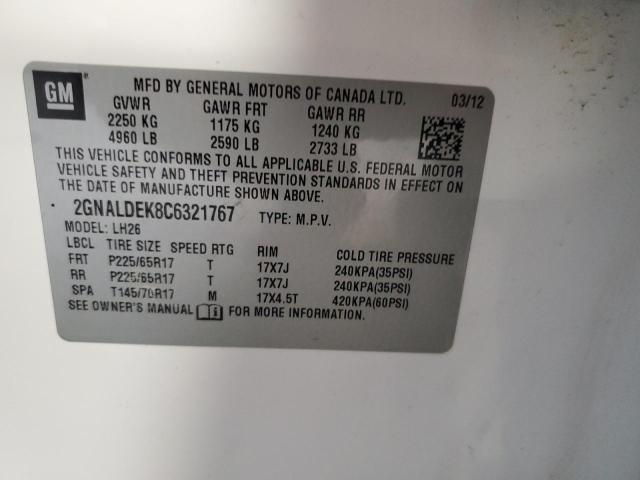 GM ®
MFD BY GENERAL MOTORS OF CANADA LTD. 03/12
GVWR GAWR FRT GAWR RR
2250 KG 1175 KG 1240 KG
4960 LB 2590 LB 2733 LB
THIS VEHICLE CONFORMS TO ALL APPLICABLE U.S. FEDERAL MOTOR
VEHICLE SAFETY AND THEFT PREVENTION STANDARDS IN EFFECT ON
THE DATE OF MANUFACTURE SHOWN ABOVE.
2GNALDEK8C6321767 TYPE: M.P.V.
MODEL: LH26
LBCL TIRE SIZE SPEED RTG RIM COLD TIRE PRESSURE
FRT P225/65R17 T 17X7J 240KPA(35PSI)
RR P225/65R17 T 17X7J 240KPA(35PSI)
SPA T145/70R17 M 17X4.5T 420KPA(60PSI)
SEE OWNER'S MANUAL i FOR MORE INFORMATION.